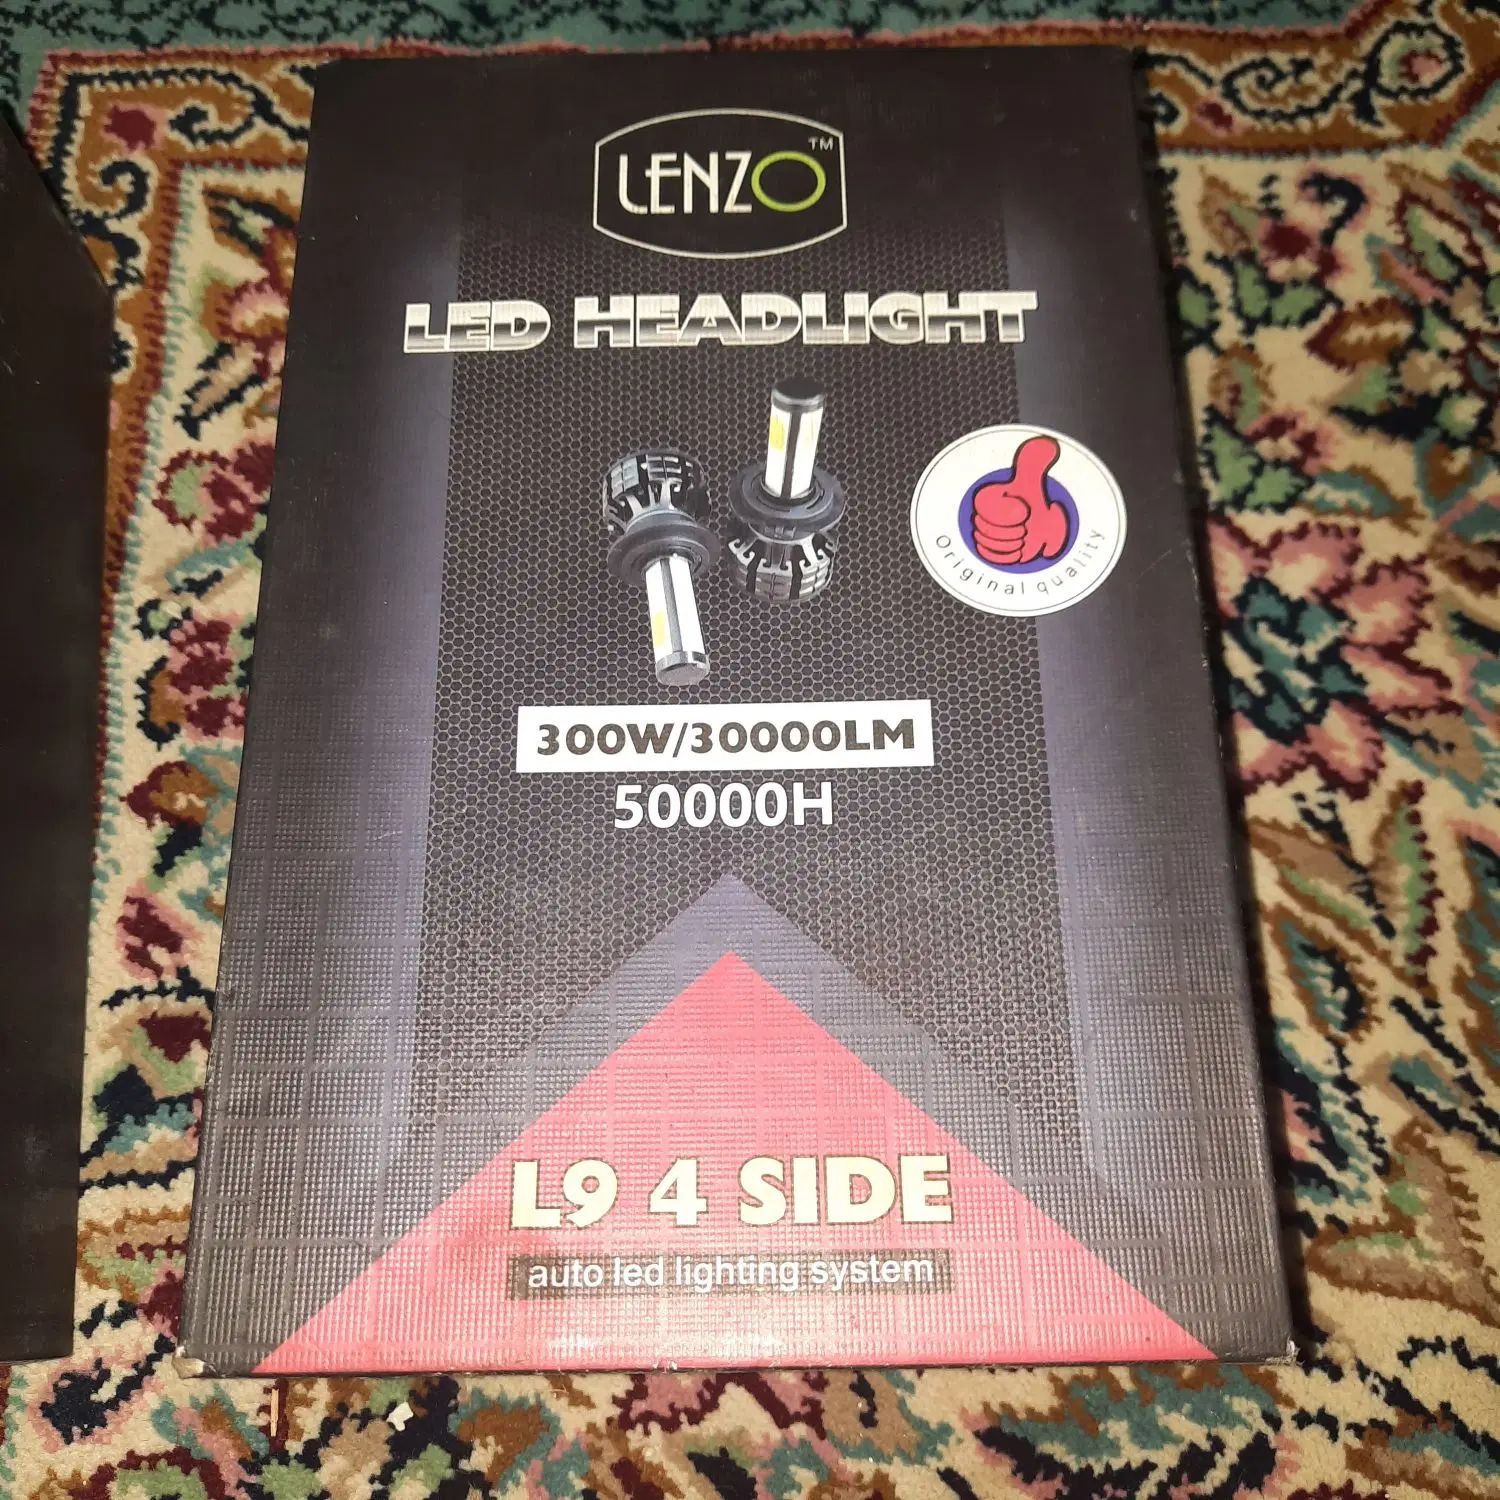 LENZO™
LED HEADLIGHT
Original quality
300W/30000LM
50000H
L9 4 SIDE
auto led lighting system